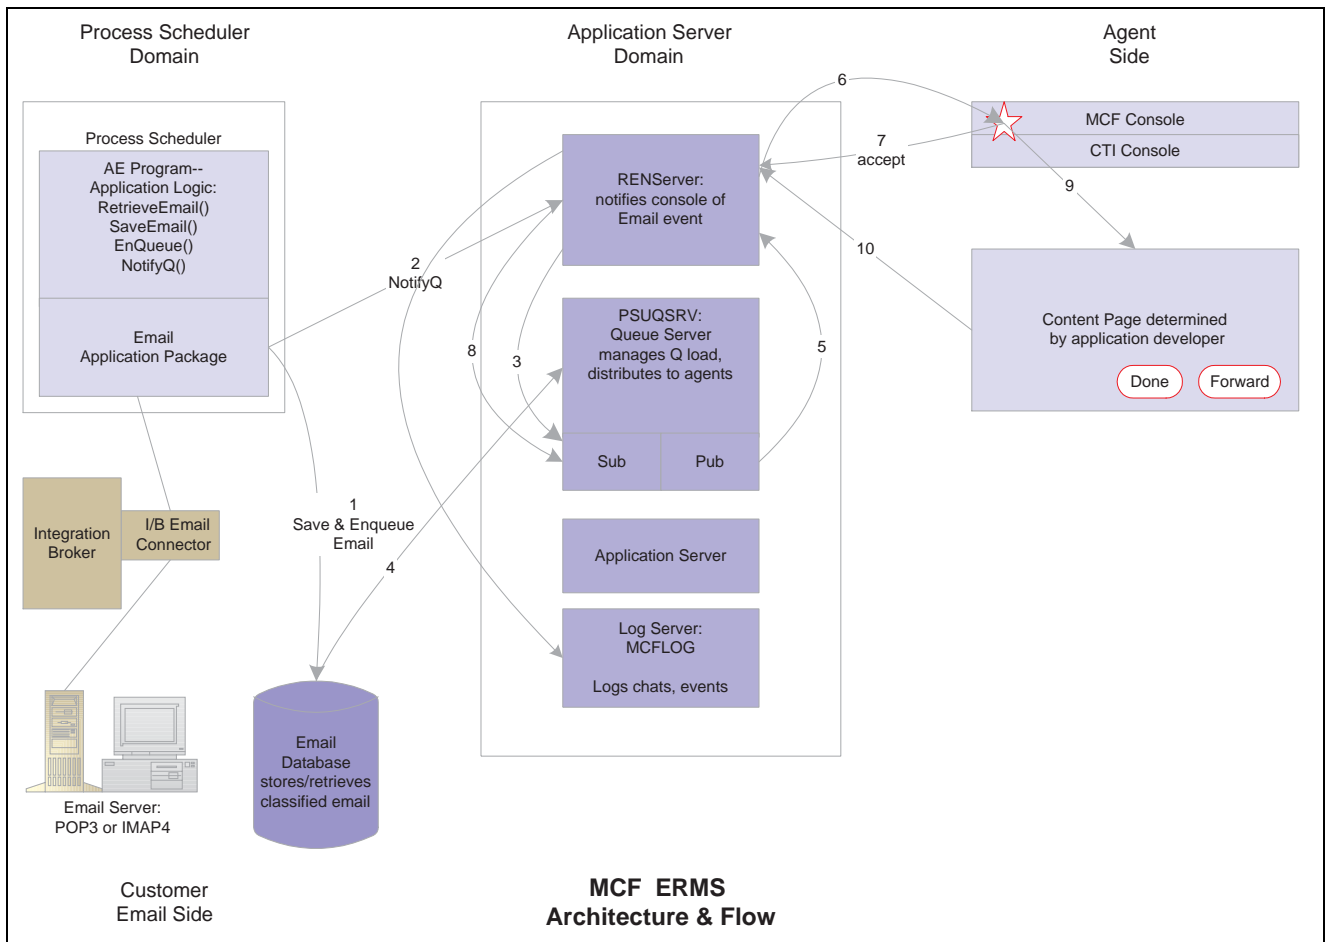 Process Scheduler
Domain
Application Server
Domain
Agent
Side
Process Scheduler
AE Program--
Application Logic:
RetrieveEmail()
SaveEmail()
EnQueue()
NotifyQ()
Email
Application Package
Integration
Broker
I/B Email
Connector
Email Server:
POP3 or IMAP4
Customer
Email Side
1
Save & Enqueue
Email
2
NotifyQ
Email
Database
stores/retrieves
classified email
8
3
4
5
RENServer:
notifies console of
Email event
PSUQSRV:
Queue Server
manages Q load,
distributes to agents
Sub
Pub
Application Server
Log Server:
MCFLOG
Logs chats, events
6
7
accept
10
9
MCF Console
CTI Console
Content Page determined
by application developer
Done
Forward
MCF ERMS
Architecture & Flow